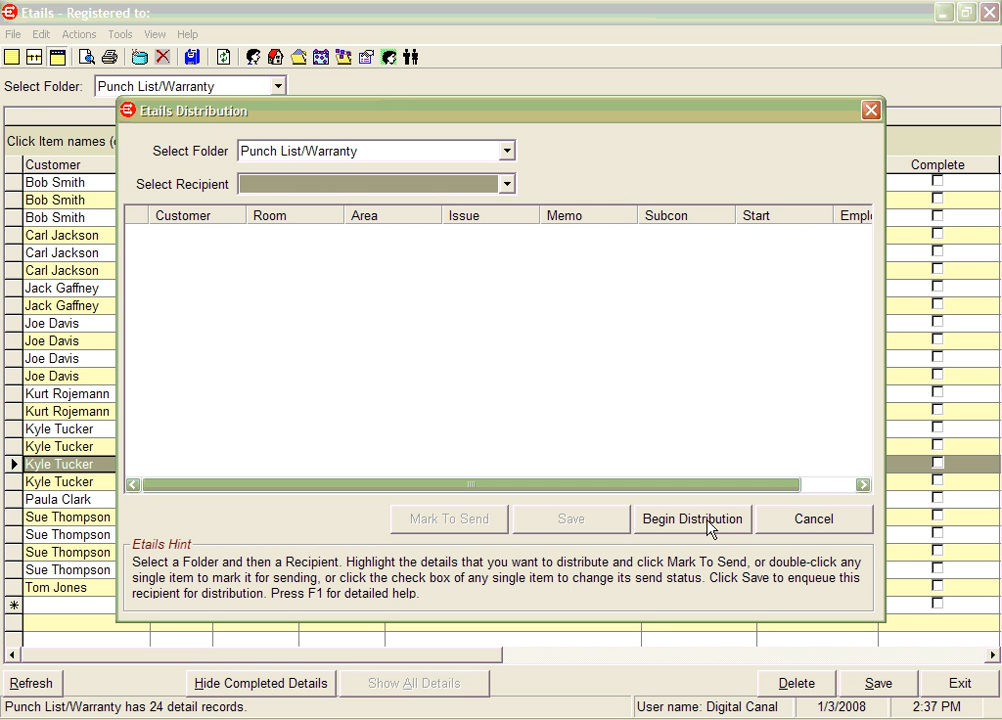 Etails - Registered to:
File Edit Actions Tools View Help
Select Folder: Punch List/Warranty
Etails Distribution
Click Item names (
Select Folder Punch List/Warranty
Customer Complete
Select Recipient
Bob Smith
Bob Smith
Bob Smith
Customer Room Area Issue Memo Subcon Start Emplo
Carl Jackson
Carl Jackson
Carl Jackson
Jack Gaffney
Jack Gaffney
Joe Davis
Joe Davis
Joe Davis
Joe Davis
Kurt Rojemann
Kurt Rojemann
Kyle Tucker
Kyle Tucker
Kyle Tucker
Kyle Tucker
Paula Clark
Sue Thompson
Sue Thompson
Sue Thompson
Sue Thompson
Tom Jones
Mark To Send Save Begin Distribution Cancel
Etails Hint
Select a Folder and then a Recipient. Highlight the details that you want to distribute and click Mark To Send, or double-click any
single item to mark it for sending, or click the check box of any single item to change its send status. Click Save to enqueue this
recipient for distribution. Press F1 for detailed help.
Refresh Hide Completed Details Show All Details Delete Save Exit
Punch List/Warranty has 24 detail records. User name: Digital Canal 1/3/2008 2:37 PM